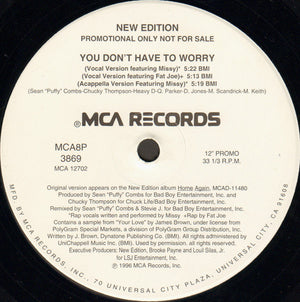 NEW EDITION
PROMOTIONAL ONLY NOT FOR SALE
YOU DON'T HAVE TO WORRY
(Vocal Version featuring Missy)* 5:22 BMI
(Vocal Version featuring Fat Joe)+ 5:13 BMI
(Acappella Version Featuring Missy)* 5:19 BMI
(Sean "Puffy" Combs-Chucky Thompson-Heavy D-Q. Parker-D. Jones-M. Scandrick-M. Keith)
℗MCA RECORDS
MCA8P
3869
MCA 12702
12" PROMO
33 1/3 R.P.M.
Original version appears on the New Edition album Home Again, MCAD-11480
Produced by Sean "Puffy" Combs for Bad Boy Entertainment, Inc. and
Chucky Thompson for Chuck Life/Bad Boy Entertainment, Inc.
Remixed by Sean "Puffy" Combs & Stevie J. for Bad Boy Entertainment, Inc.
*Rap vocals written and performed by Missy +Rap by Fat Joe
Contains a sample from "Your Love" by James Brown, under license from
PolyGram Special Markets, a division of PolyGram Group Distribution, Inc.
Written by J. Brown, Dynatone Co. (BMI). All rights administered by
UniChappell Music Inc. (BMI). Used by permission. All rights reserved.
Executive Producers: New Edition, Brooke Payne and Louil Silas, Jr.
for LSJ Entertainment, Inc.
℗ 1996 MCA Records, Inc.
MFD. BY MCA RECORDS, INC., 70 UNIVERSAL CITY PLAZA, UNIVERSAL CITY, CA 91608